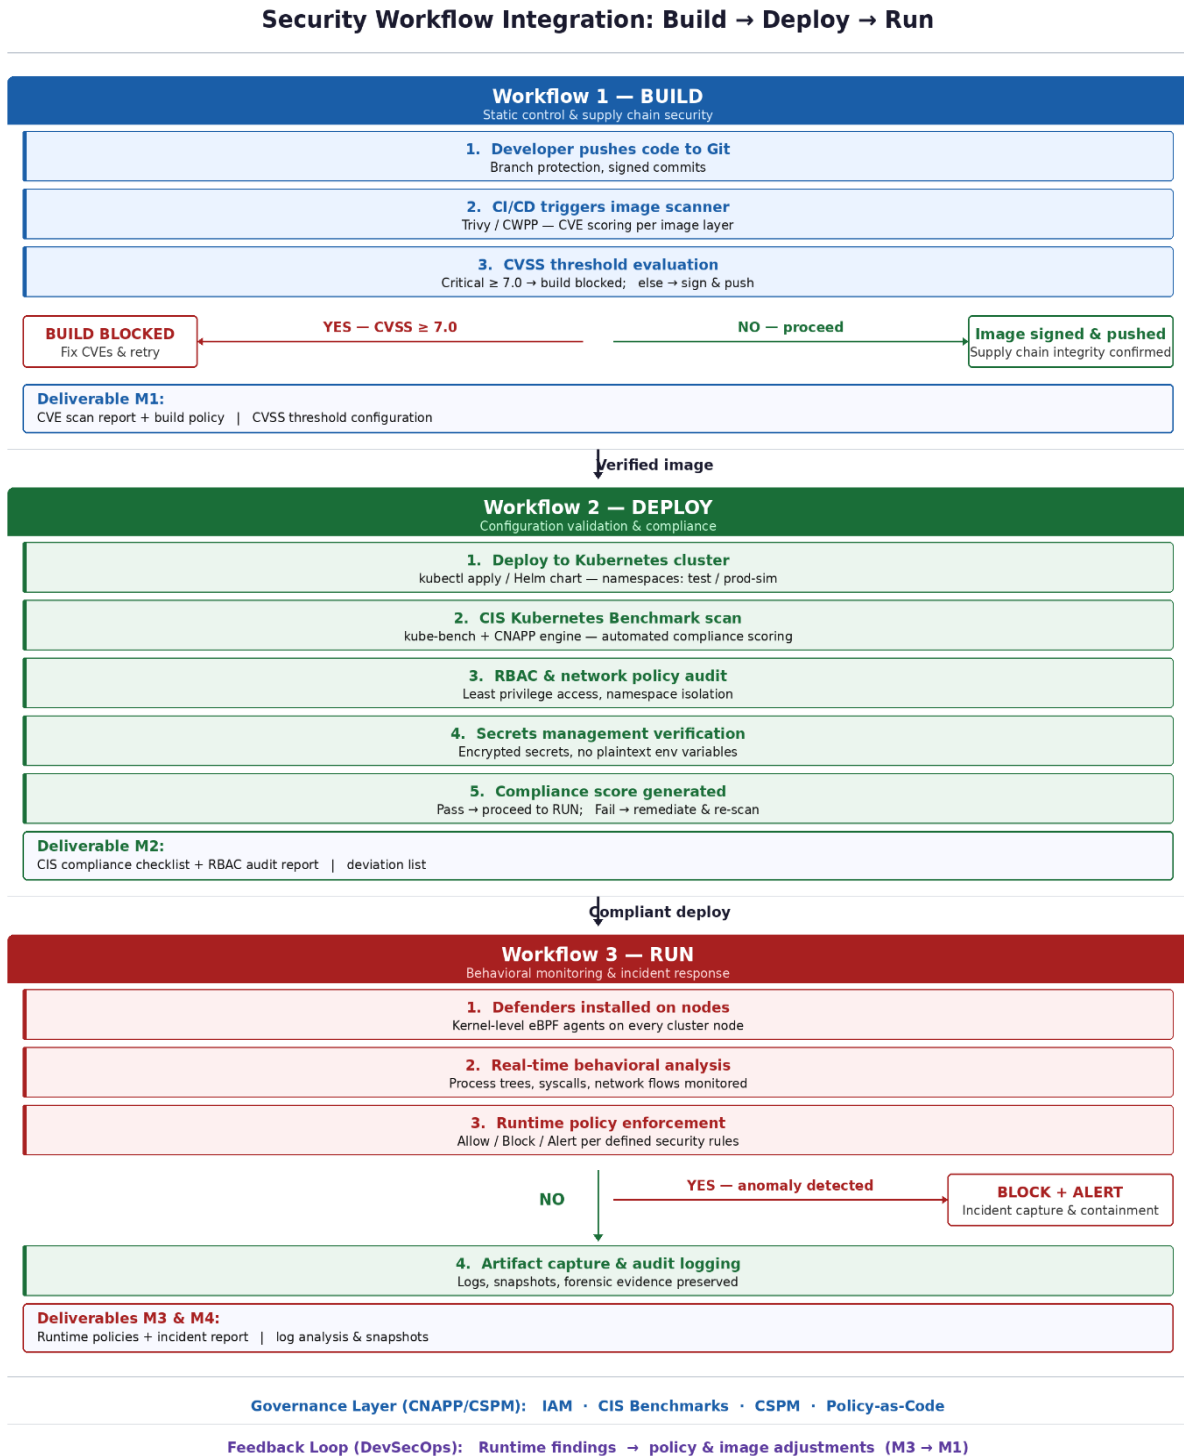 Security Workflow Integration: Build → Deploy → Run
Workflow 1 — BUILD
Static control & supply chain security
1. Developer pushes code to Git
Branch protection, signed commits
2. CI/CD triggers image scanner
Trivy / CWPP — CVE scoring per image layer
3. CVSS threshold evaluation
Critical ≥ 7.0 → build blocked; else → sign & push
BUILD BLOCKED
Fix CVEs & retry
YES — CVSS ≥ 7.0
NO — proceed
Image signed & pushed
Supply chain integrity confirmed
Deliverable M1:
CVE scan report + build policy | CVSS threshold configuration
Verified image
Workflow 2 — DEPLOY
Configuration validation & compliance
1. Deploy to Kubernetes cluster
kubectl apply / Helm chart — namespaces: test / prod-sim
2. CIS Kubernetes Benchmark scan
kube-bench + CNAPP engine — automated compliance scoring
3. RBAC & network policy audit
Least privilege access, namespace isolation
4. Secrets management verification
Encrypted secrets, no plaintext env variables
5. Compliance score generated
Pass → proceed to RUN; Fail → remediate & re-scan
Deliverable M2:
CIS compliance checklist + RBAC audit report | deviation list
Compliant deploy
Workflow 3 — RUN
Behavioral monitoring & incident response
1. Defenders installed on nodes
Kernel-level eBPF agents on every cluster node
2. Real-time behavioral analysis
Process trees, syscalls, network flows monitored
3. Runtime policy enforcement
Allow / Block / Alert per defined security rules
NO
YES — anomaly detected
BLOCK + ALERT
Incident capture & containment
4. Artifact capture & audit logging
Logs, snapshots, forensic evidence preserved
Deliverables M3 & M4:
Runtime policies + incident report | log analysis & snapshots
Governance Layer (CNAPP/CSPM): IAM · CIS Benchmarks · CSPM · Policy-as-Code
Feedback Loop (DevSecOps): Runtime findings → policy & image adjustments (M3 → M1)